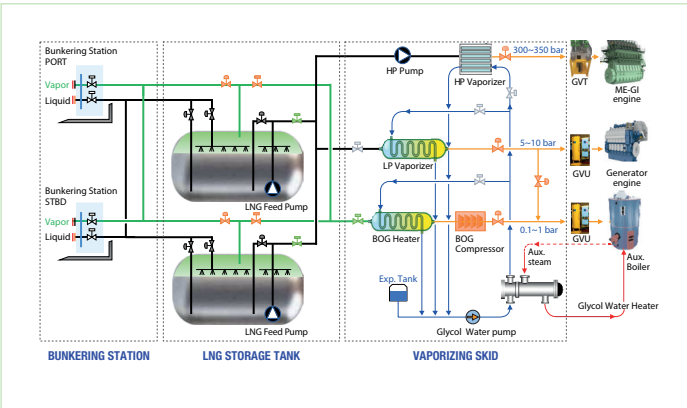 Bunkering Station
PORT
Vapor
Liquid
Bunkering Station
STBD
Vapor
Liquid
LNG Feed Pump
LNG Feed Pump
HP Pump
HP Vaporizer
300~350 bar
GVT
ME-GI
engine
LP Vaporizer
5~10 bar
GVU
Generator
engine
BOG Heater
BOG
Compressor
0.1~1 bar
GVU
Aux.
Boiler
Aux.
steam
Exp. Tank
Glycol Water pump
Glycol Water Heater
BUNKERING STATION
LNG STORAGE TANK
VAPORIZING SKID